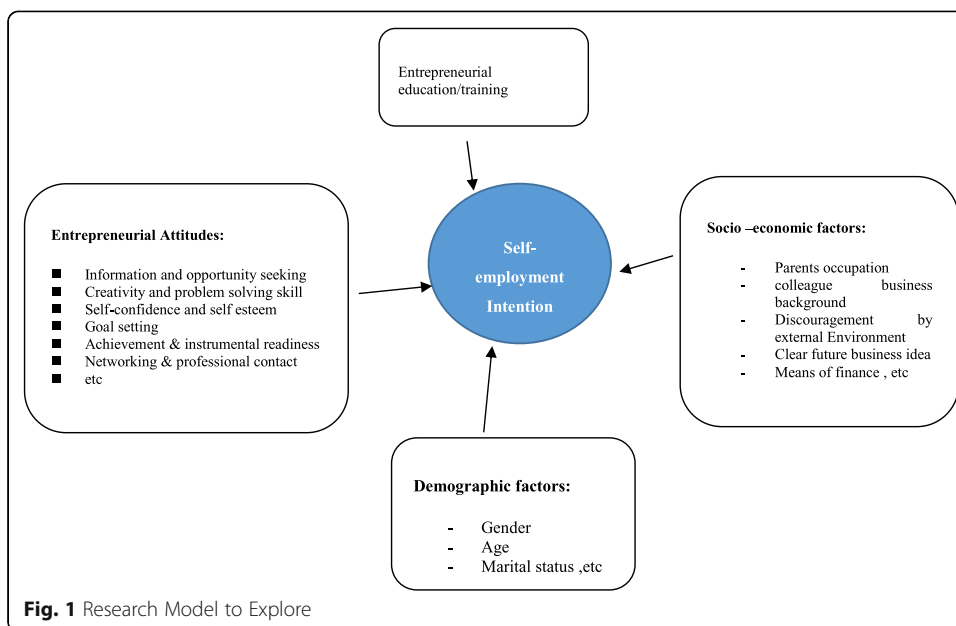 Entrepreneurial
education/training
Entrepreneurial Attitudes:
■ Information and opportunity seeking
■ Creativity and problem solving skill
■ Self-confidence and self esteem
■ Goal setting
■ Achievement & instrumental readiness
■ Networking & professional contact
■ etc
Self-
employment
Intention
Socio –economic factors:
- Parents occupation
- colleague business
background
- Discouragement by
external Environment
- Clear future business idea
- Means of finance , etc
Demographic factors:
- Gender
- Age
- Marital status ,etc
Fig. 1 Research Model to Explore